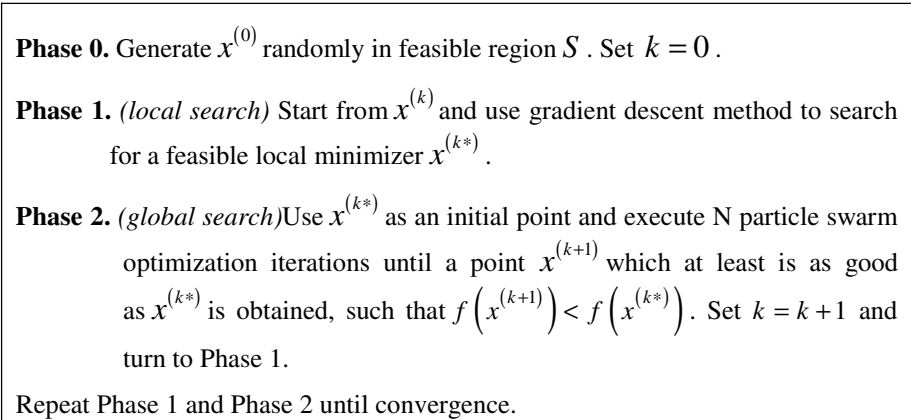 Phase 0. Generate x^(0) randomly in feasible region S . Set k = 0 .
Phase 1. (local search) Start from x^(k) and use gradient descent method to search
for a feasible local minimizer x^(k*) .
Phase 2. (global search)Use x^(k*) as an initial point and execute N particle swarm
optimization iterations until a point x^(k+1) which at least is as good
as x^(k*) is obtained, such that f(x^(k+1)) < f(x^(k*)). Set k = k + 1 and
turn to Phase 1.
Repeat Phase 1 and Phase 2 until convergence.